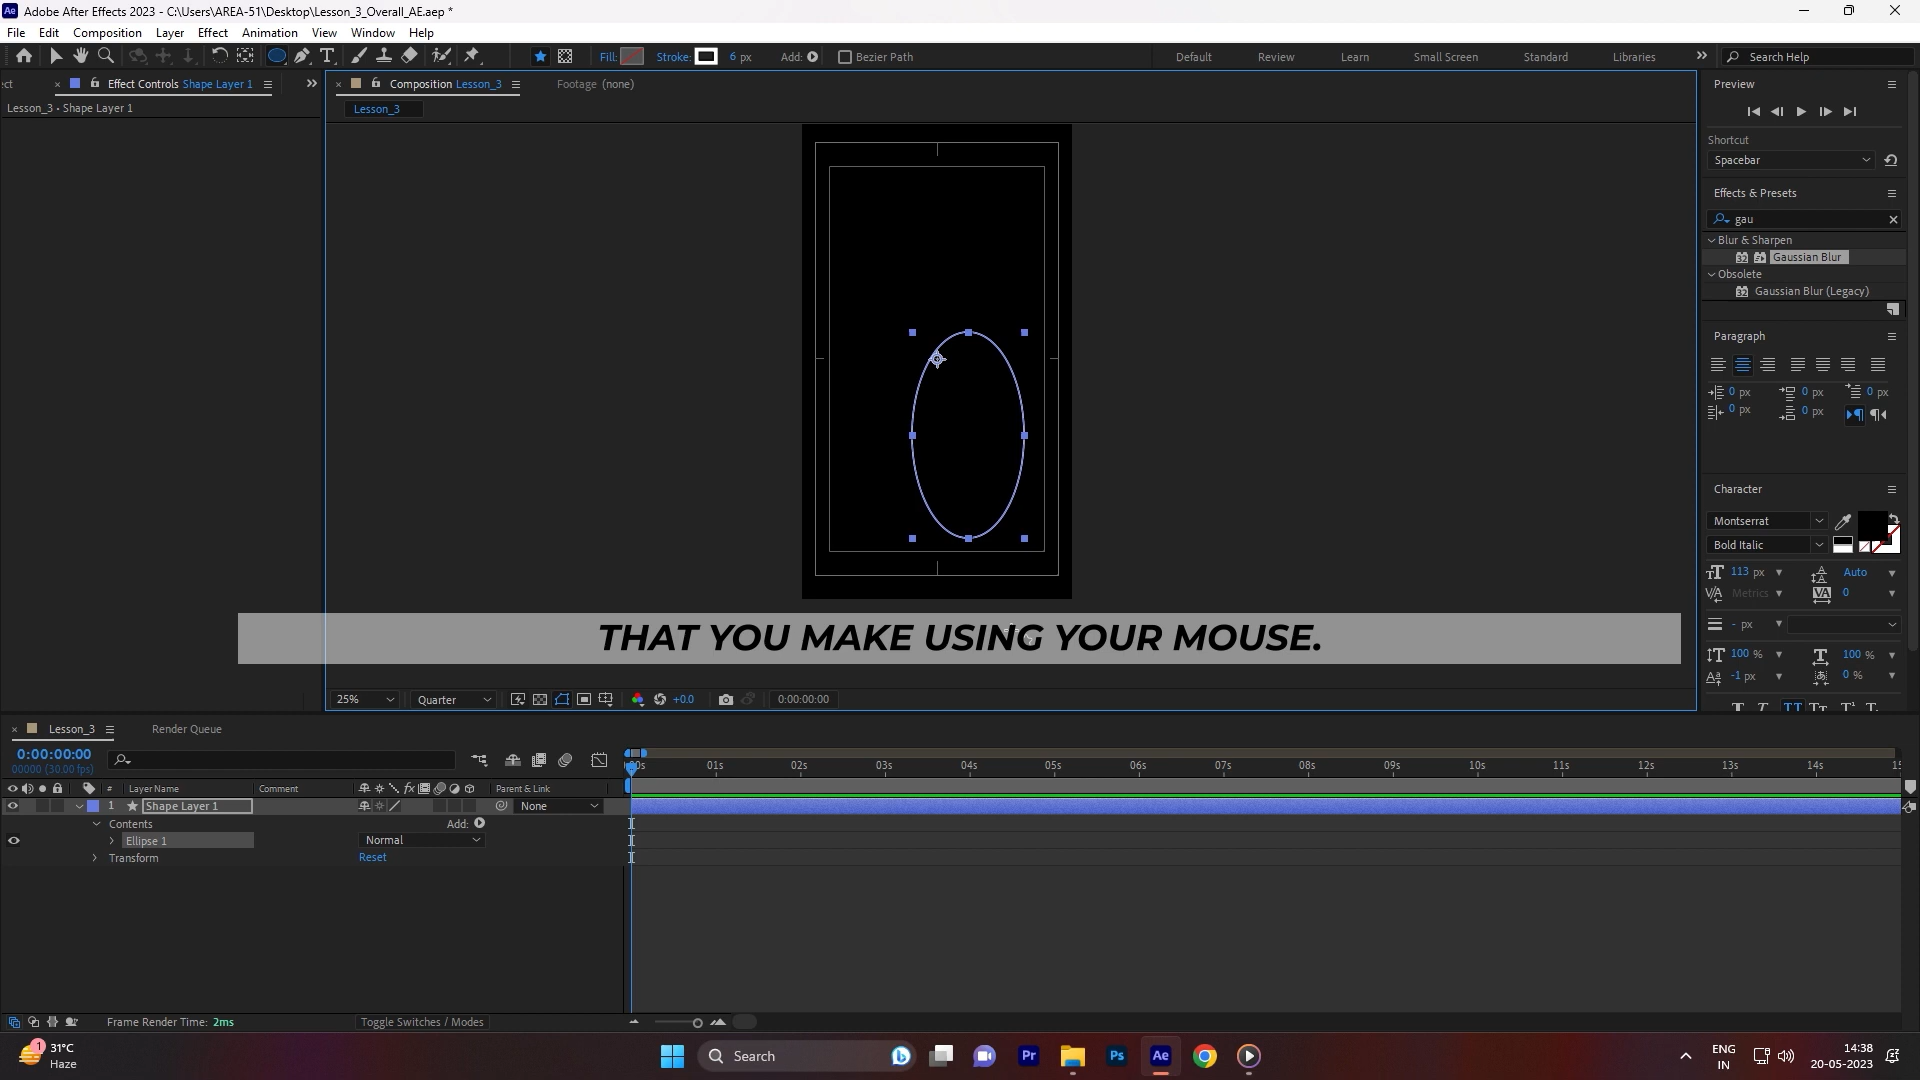 Adobe After Effects 2023 - C:\Users\AREA-51\Desktop\Lesson_3_Overall_AE.aep *
File Edit Composition Layer Effect Animation View Window Help
Fill: Stroke: 6 px Add: Bezier Path Default Review Learn Small Screen Standard Libraries Search Help
ect Effect Controls Shape Layer 1 Composition Lesson_3 Footage (none) Preview
Lesson_3 • Shape Layer 1 Lesson_3
Shortcut
Spacebar
Effects & Presets
gau
Blur & Sharpen
32 Gaussian Blur
Obsolete
32 Gaussian Blur (Legacy)
Paragraph
0 px 0 px 0 px
0 px 0 px
Character
Montserrat
Bold Italic
113 px Auto
Metrics 0
- px
100 % 100 %
-1 px 0 %
THAT YOU MAKE USING YOUR MOUSE.
25% Quarter +0.0 0:00:00:00
Lesson_3 Render Queue
0:00:00:00
00000 (30.00 fps)
01s 02s 03s 04s 05s 06s 07s 08s 09s 10s 11s 12s 13s 14s
# Layer Name Comment fx Parent & Link
1 Shape Layer 1 None
Contents Add:
Ellipse 1 Normal
Transform Reset
Frame Render Time: 2ms Toggle Switches / Modes
1 31°C
Haze
Search
Pr Ps Ae
ENG
IN
14:38
20-05-2023